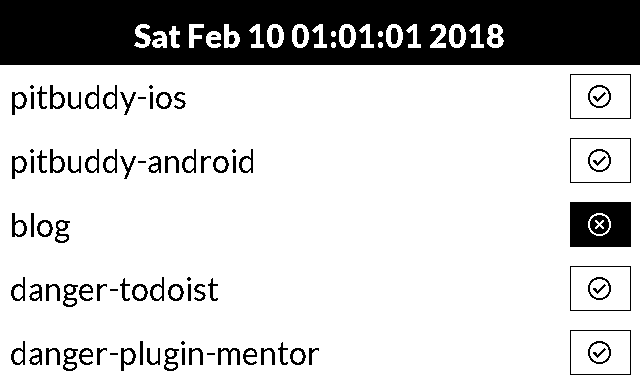 Sat Feb 10 01:01:01 2018
pitbuddy-ios
pitbuddy-android
blog
danger-todoist
danger-plugin-mentor